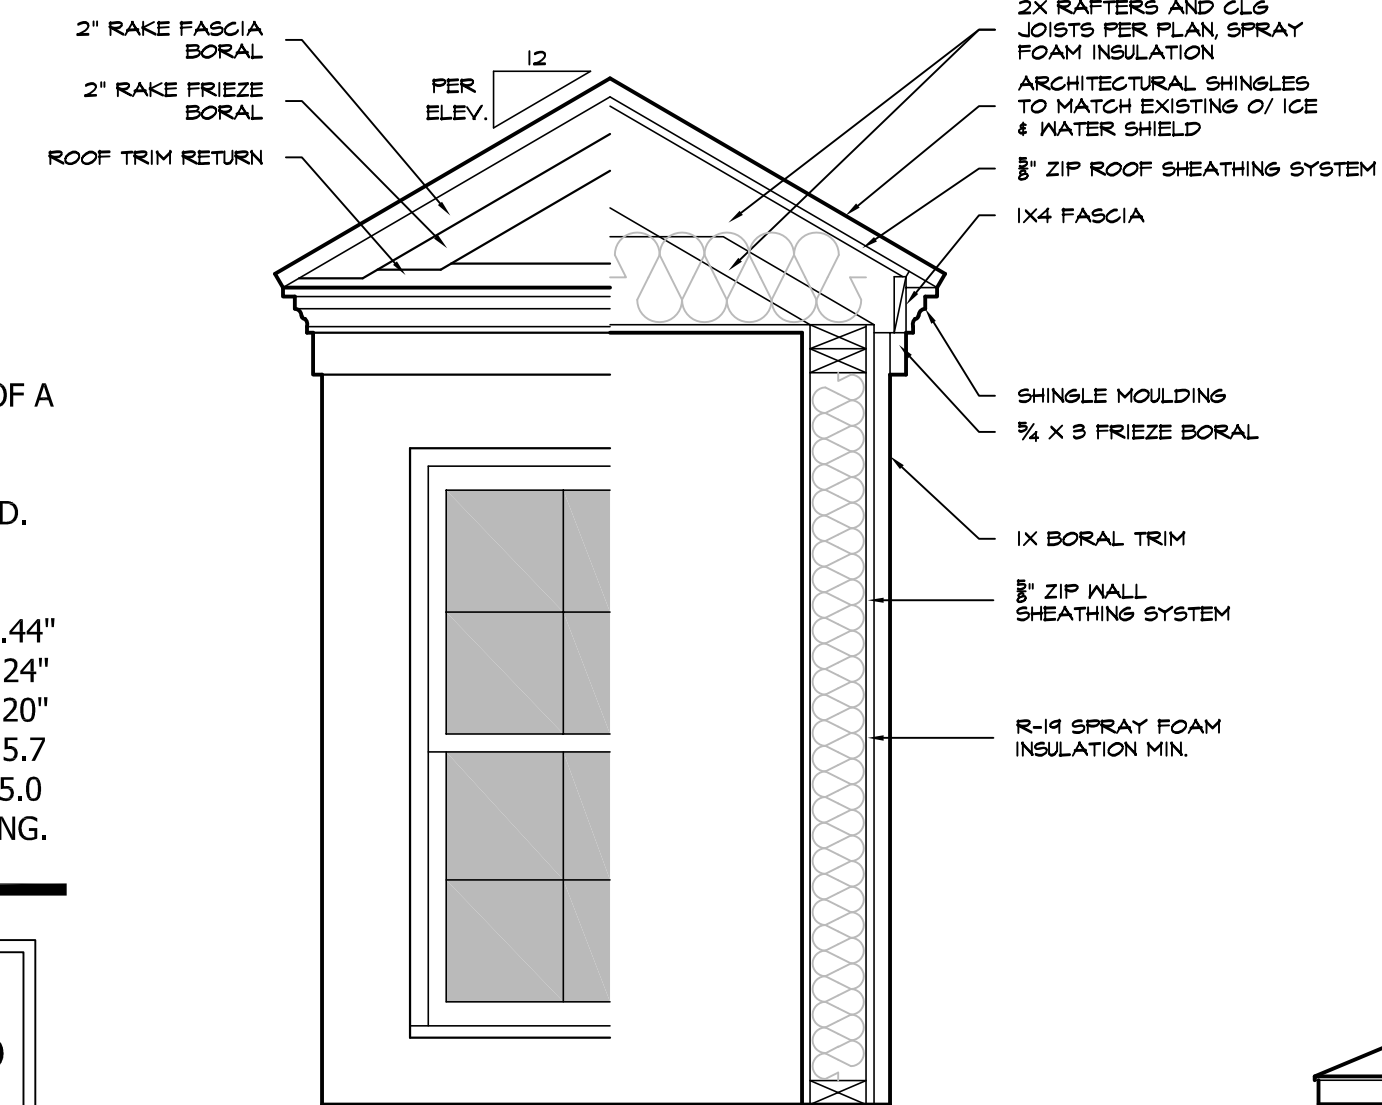 2" RAKE FASCIA
BORAL
2" RAKE FRIEZE
BORAL
ROOF TRIM RETURN
12
PER
ELEV.
2X RAFTERS AND CLG
JOISTS PER PLAN, SPRAY
FOAM INSULATION
ARCHITECTURAL SHINGLES
TO MATCH EXISTING O/ ICE
& WATER SHIELD
5/8" ZIP ROOF SHEATHING SYSTEM
1X4 FASCIA
SHINGLE MOULDING
5/4 X 3 FRIEZE BORAL
1X BORAL TRIM
5/8" ZIP WALL
SHEATHING SYSTEM
R-19 SPRAY FOAM
INSULATION MIN.
OF A
D.
.44"
24"
20"
5.7
5.0
NG.